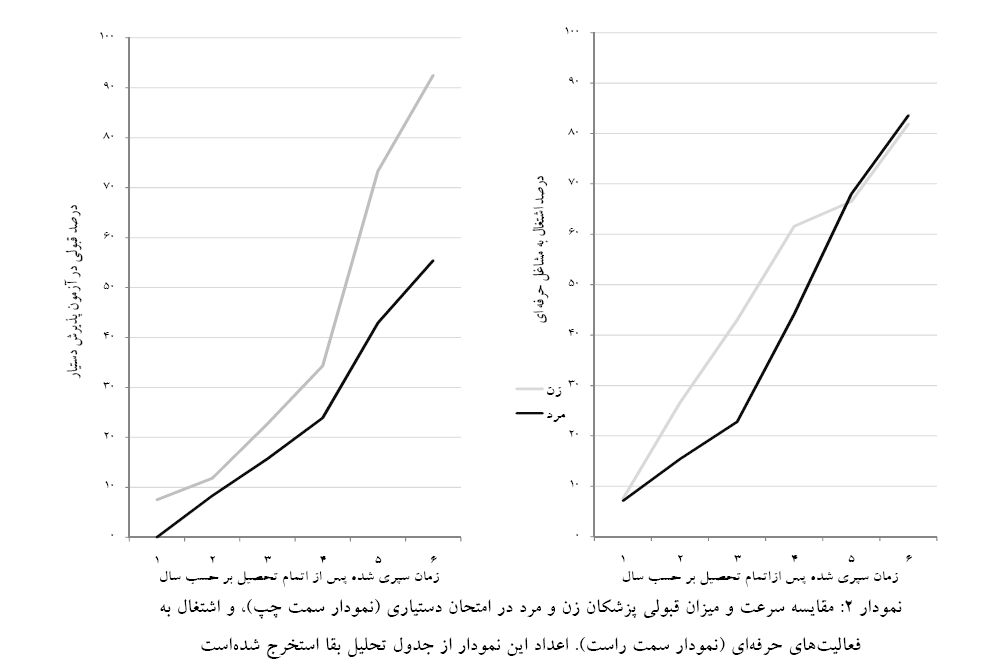 درصد قبولی در آزمون پذیرش دستیار
۱۰۰
۹۰
۸۰
۷۰
۶۰
۵۰
۴۰
۳۰
۲۰
۱۰
۰
۱ ۲ ۳ ۴ ۵ ۶
زمان سپری شده پس از اتمام تحصیل بر حسب سال
درصد اشتغال به مشاغل حرفه‌ای
۱۰۰
۹۰
۸۰
۷۰
۶۰
۵۰
۴۰
۳۰
۲۰
۱۰
۰
۱ ۲ ۳ ۴ ۵ ۶
زمان سپری شده پس ازاتمام تحصیل بر حسب سال
زن
مرد
نمودار ۲: مقایسه سرعت و میزان قبولی پزشکان زن و مرد در امتحان دستیاری (نمودار سمت چپ)، و اشتغال به
فعالیت‌های حرفه‌ای (نمودار سمت راست). اعداد این نمودار از جدول تحلیل بقا استخرج شده‌است